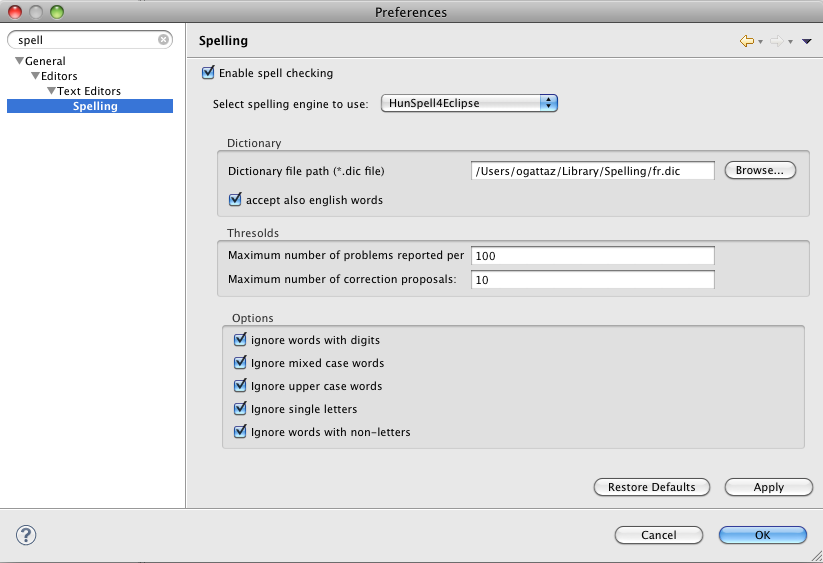 Preferences
spell
General
Editors
Text Editors
Spelling
Spelling
Enable spell checking
Select spelling engine to use: HunSpell4Eclipse
Dictionary
Dictionary file path (*.dic file) /Users/ogattaz/Library/Spelling/fr.dic Browse...
accept also english words
Thresolds
Maximum number of problems reported per 100
Maximum number of correction proposals: 10
Options
ignore words with digits
Ignore mixed case words
Ignore upper case words
Ignore single letters
Ignore words with non-letters
Restore Defaults Apply
? Cancel OK